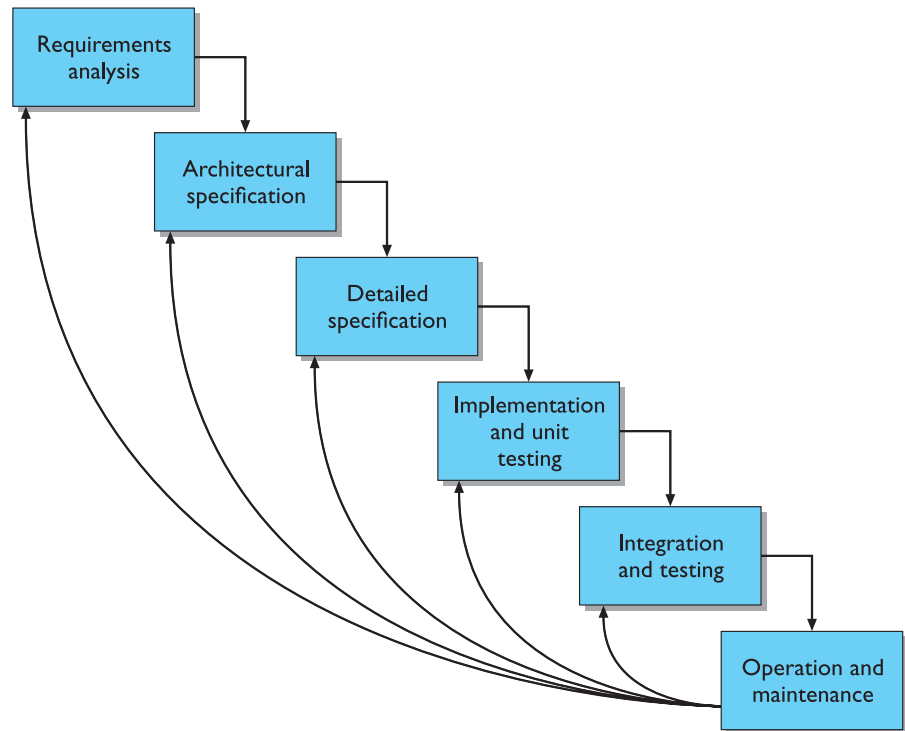 Requirements
analysis
Architectural
specification
Detailed
specification
Implementation
and unit
testing
Integration
and testing
Operation and
maintenance